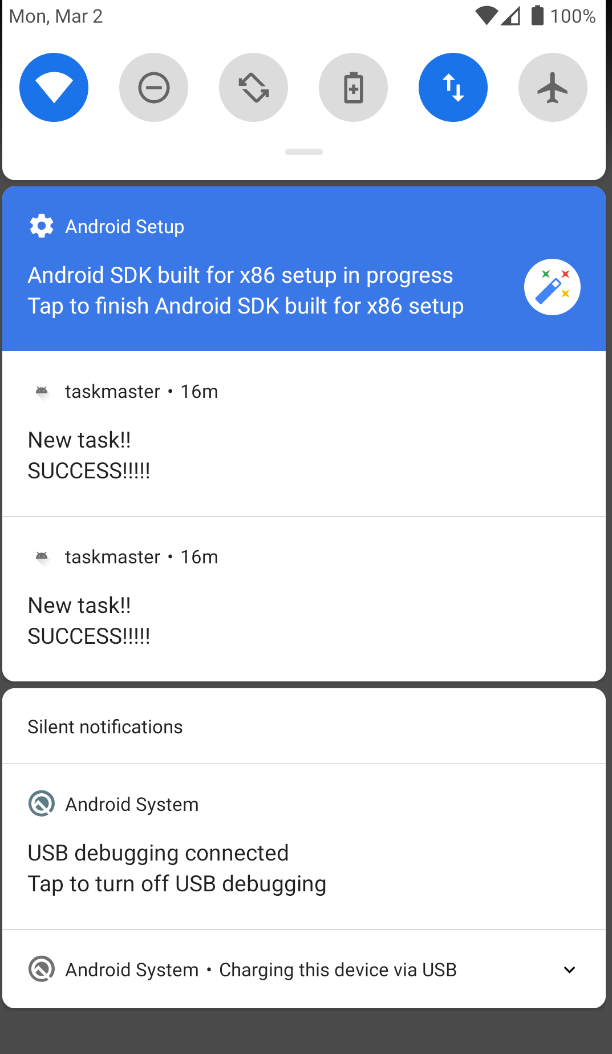 Mon, Mar 2
100%
Android Setup
Android SDK built for x86 setup in progress
Tap to finish Android SDK built for x86 setup
taskmaster • 16m
New task!!
SUCCESS!!!!!
taskmaster • 16m
New task!!
SUCCESS!!!!!
Silent notifications
Android System
USB debugging connected
Tap to turn off USB debugging
Android System • Charging this device via USB